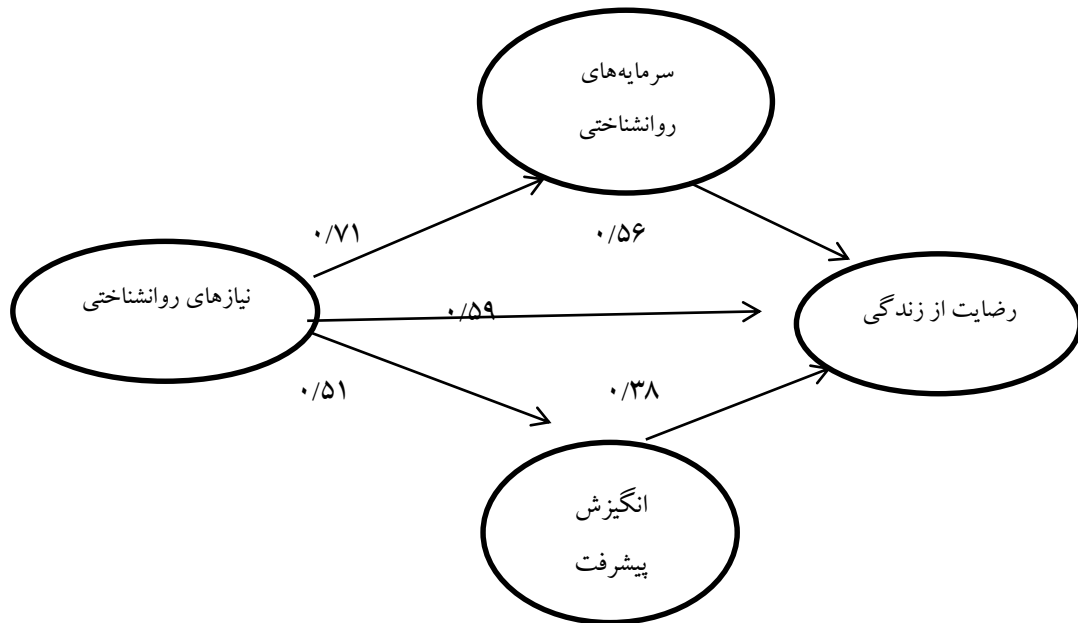 سرمایه‌های
روانشناختی
۰/۷۱
۰/۵۶
نیازهای روانشناختی
رضایت از زندگی
۰/۵۹
۰/۵۱
۰/۳۸
انگیزش
پیشرفت